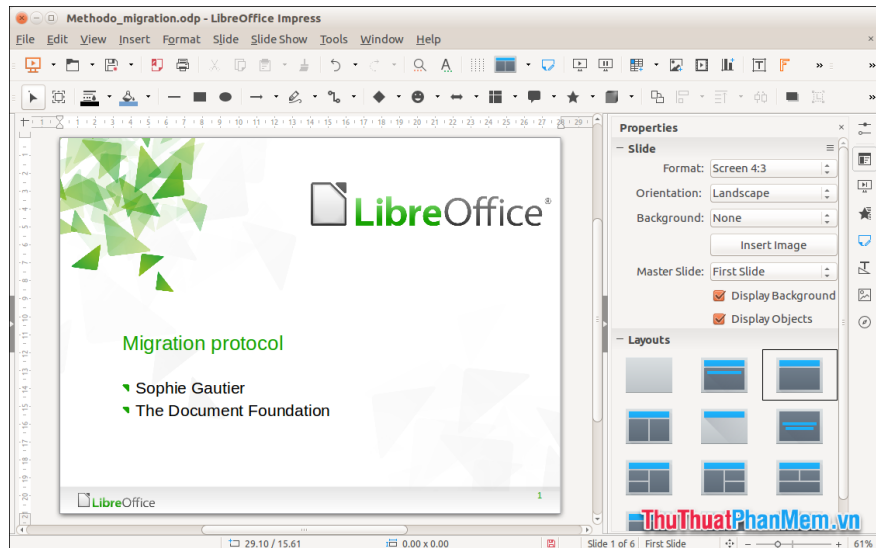 Methodo_migration.odp - LibreOffice Impress
File Edit View Insert Format Slide Slide Show Tools Window Help
Properties
Slide
Format: Screen 4:3
Orientation: Landscape
Background: None
Insert Image
Master Slide: First Slide
Display Background
Display Objects
Layouts
LibreOffice®
Migration protocol
Sophie Gautier
The Document Foundation
LibreOffice
1
ThuThuatPhanMem.vn
29.10 / 15.61 0.00 x 0.00 Slide 1 of 6 First Slide 61%